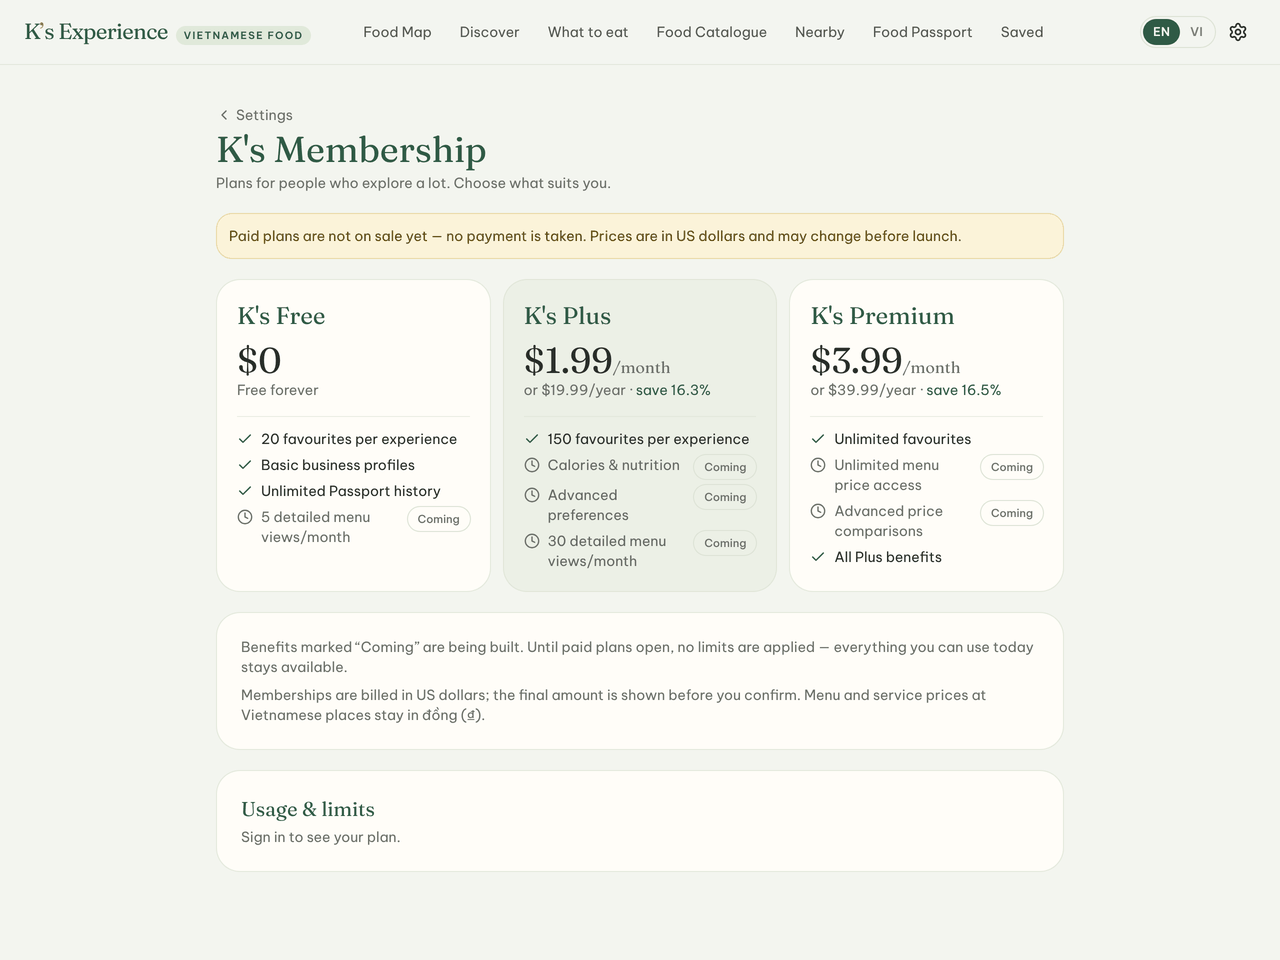 K's Experience
VIETNAMESE FOOD
Food Map
Discover
What to eat
Food Catalogue
Nearby
Food Passport
Saved
EN
VI
Settings
K's Membership
Plans for people who explore a lot. Choose what suits you.
Paid plans are not on sale yet — no payment is taken. Prices are in US dollars and may change before launch.
K's Free
$0
Free forever
20 favourites per experience
Basic business profiles
Unlimited Passport history
5 detailed menu
views/month
Coming
K's Plus
$1.99/month
or $19.99/year · save 16.3%
150 favourites per experience
Calories & nutrition
Coming
Advanced
preferences
Coming
30 detailed menu
views/month
Coming
K's Premium
$3.99/month
or $39.99/year · save 16.5%
Unlimited favourites
Unlimited menu
price access
Coming
Advanced price
comparisons
Coming
All Plus benefits
Benefits marked “Coming” are being built. Until paid plans open, no limits are applied — everything you can use today
stays available.
Memberships are billed in US dollars; the final amount is shown before you confirm. Menu and service prices at
Vietnamese places stay in đồng (₫).
Usage & limits
Sign in to see your plan.